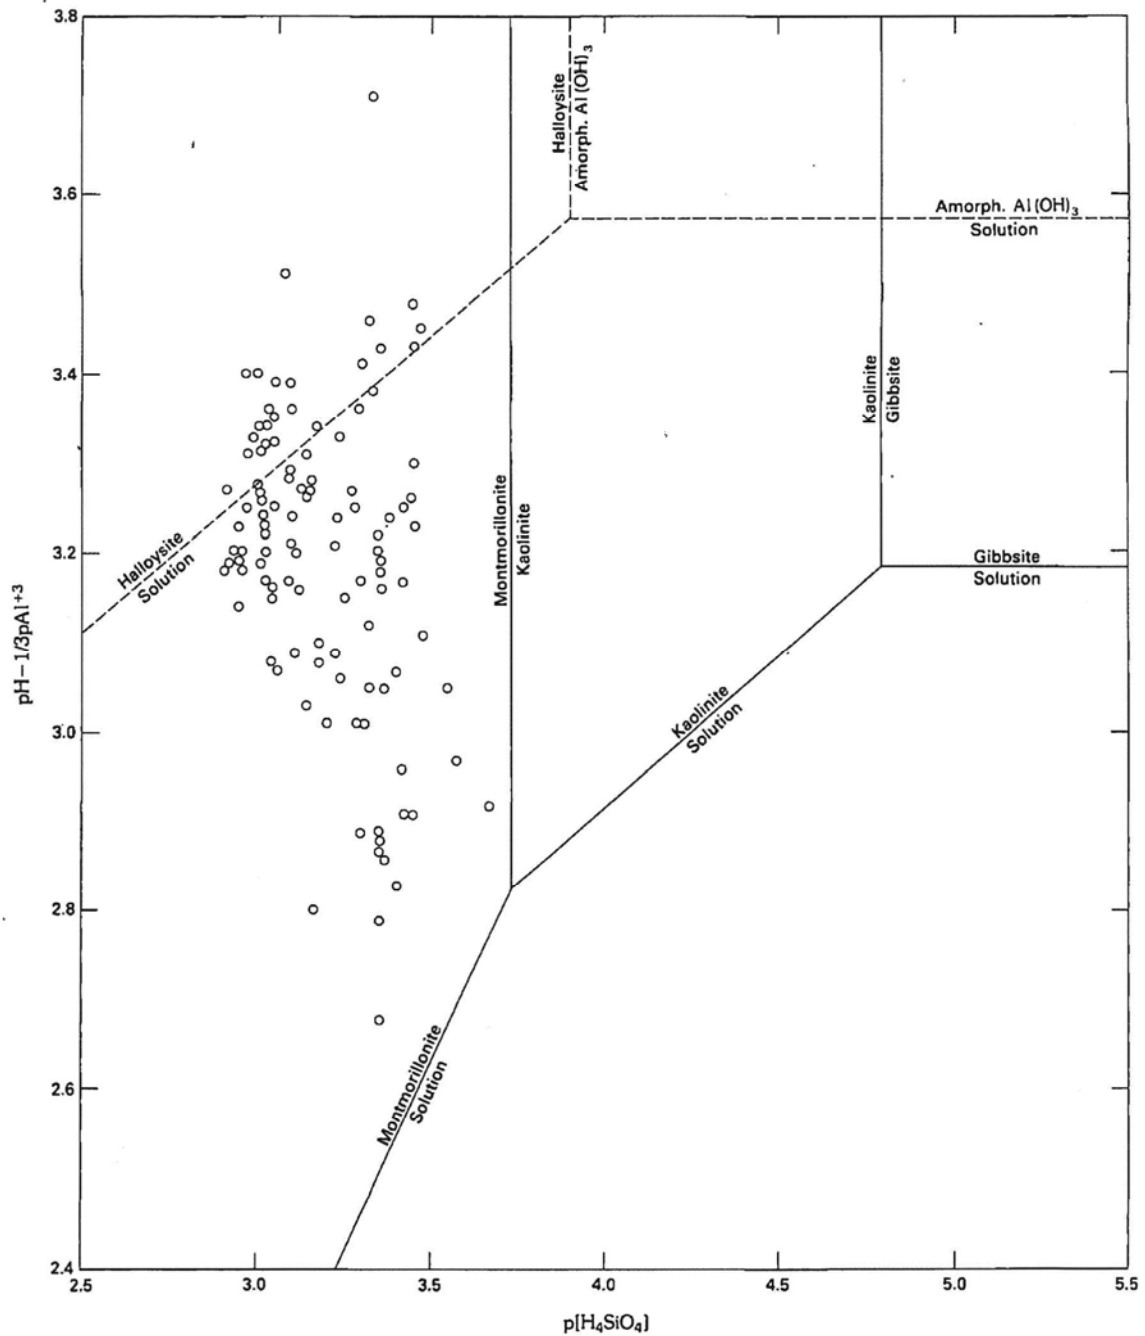 3.8
3.6
3.4
3.2
3.0
2.8
2.6
2.4
pH–1/3pAl⁺³
2.5
3.0
3.5
4.0
4.5
5.0
5.5
p[H₄SiO₄]
Halloysite
Amorph. Al(OH)₃
Amorph. Al(OH)₃
Solution
Kaolinite
Gibbsite
Montmorillonite
Kaolinite
Halloysite
Solution
Gibbsite
Solution
Kaolinite
Solution
Montmorillonite
Solution